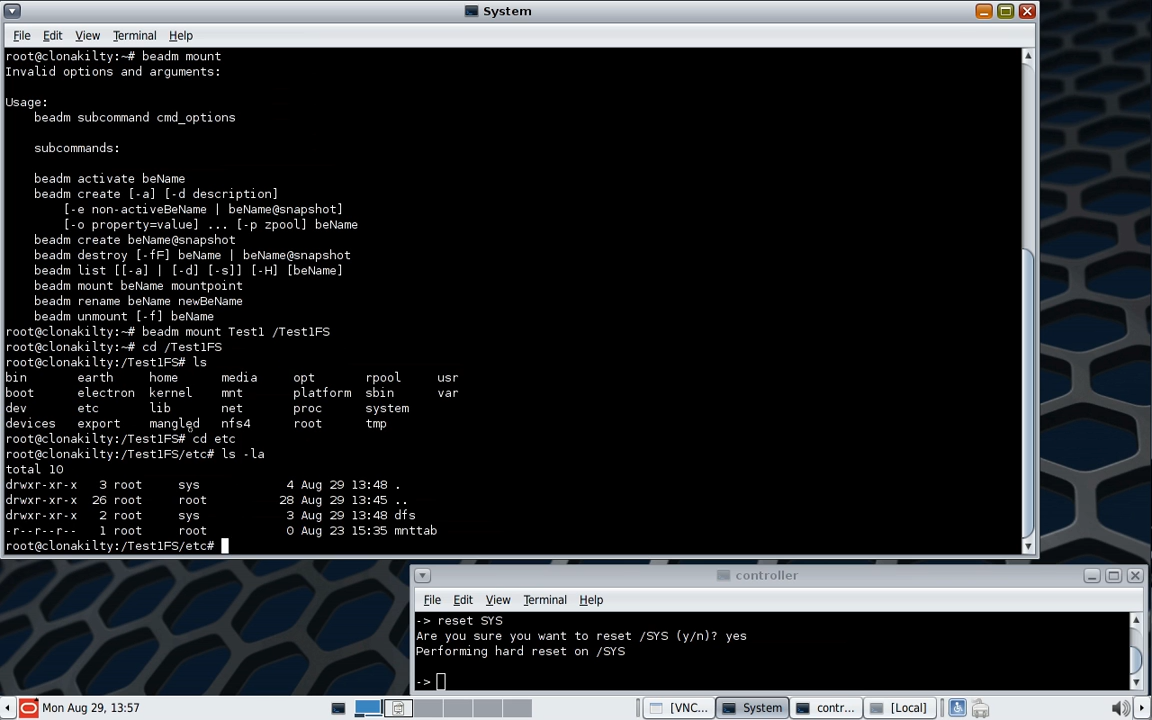 System
File Edit View Terminal Help
root@clonakilty:~# beadm mount
Invalid options and arguments:
Usage:
beadm subcommand cmd_options
subcommands:
beadm activate beName
beadm create [-a] [-d description]
[-e non-activeBeName | beName@snapshot]
[-o property=value] ... [-p zpool] beName
beadm create beName@snapshot
beadm destroy [-fF] beName | beName@snapshot
beadm list [[-a] | [-d] [-s]] [-H] [beName]
beadm mount beName mountpoint
beadm rename beName newBeName
beadm unmount [-f] beName
root@clonakilty:~# beadm mount Test1 /Test1FS
root@clonakilty:~# cd /Test1FS
root@clonakilty:/Test1FS# ls
bin earth home media opt rpool usr
boot electron kernel mnt platform sbin var
dev etc lib net proc system
devices export mangled nfs4 root tmp
root@clonakilty:/Test1FS# cd etc
root@clonakilty:/Test1FS/etc# ls -la
total 10
drwxr-xr-x 3 root sys 4 Aug 29 13:48 .
drwxr-xr-x 26 root root 28 Aug 29 13:45 ..
drwxr-xr-x 2 root sys 3 Aug 29 13:48 dfs
-r--r--r-- 1 root root 0 Aug 23 15:35 mnttab
root@clonakilty:/Test1FS/etc#
controller
File Edit View Terminal Help
-> reset SYS
Are you sure you want to reset /SYS (y/n)? yes
Performing hard reset on /SYS
->
Mon Aug 29, 13:57 [VNC... System contr... [Local]